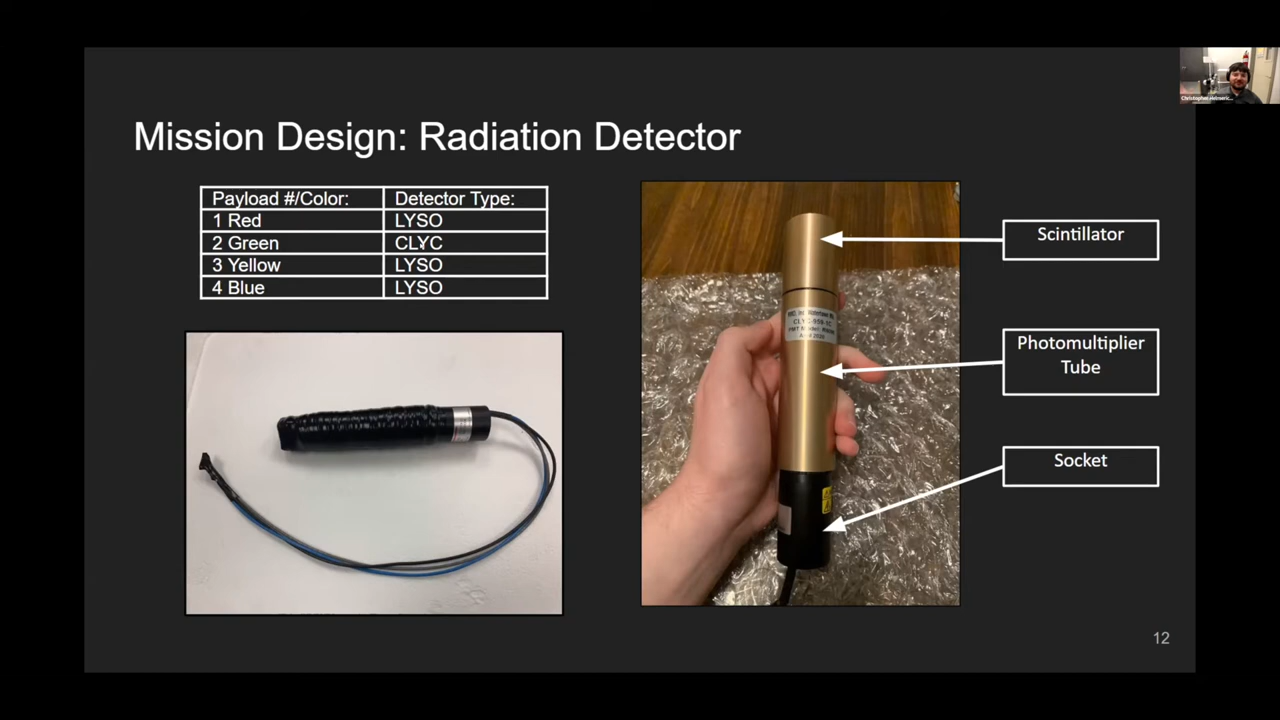 Christopher
Mission Design: Radiation Detector
Payload #/Color: Detector Type:
1 Red LYSO
2 Green CLYC
3 Yellow LYSO
4 Blue LYSO
Scintillator
Photomultiplier
Tube
Socket
12